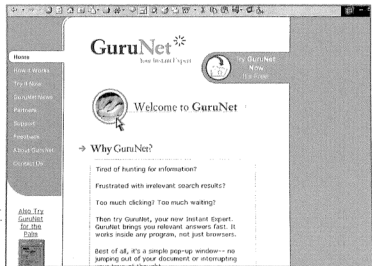 GuruNet
Your Instant Expert
Try GuruNet
Now
It's Free!
Home
How it Works
Try it Now
GuruNet News
Partners
Support
Feedback
About GuruNet
Contact Us
Welcome to GuruNet
Why GuruNet?
Tired of hunting for information?
Frustrated with irrelevant search results?
Too much clicking? Too much waiting?
Then try GuruNet, your new Instant Expert.
GuruNet brings you relevant answers fast. It
works inside any program, not just browsers.
Best of all, it's a simple pop-up window-- no
jumping out of your document or interrupting
your train of thought.
Also Try
GuruNet
for the
Palm